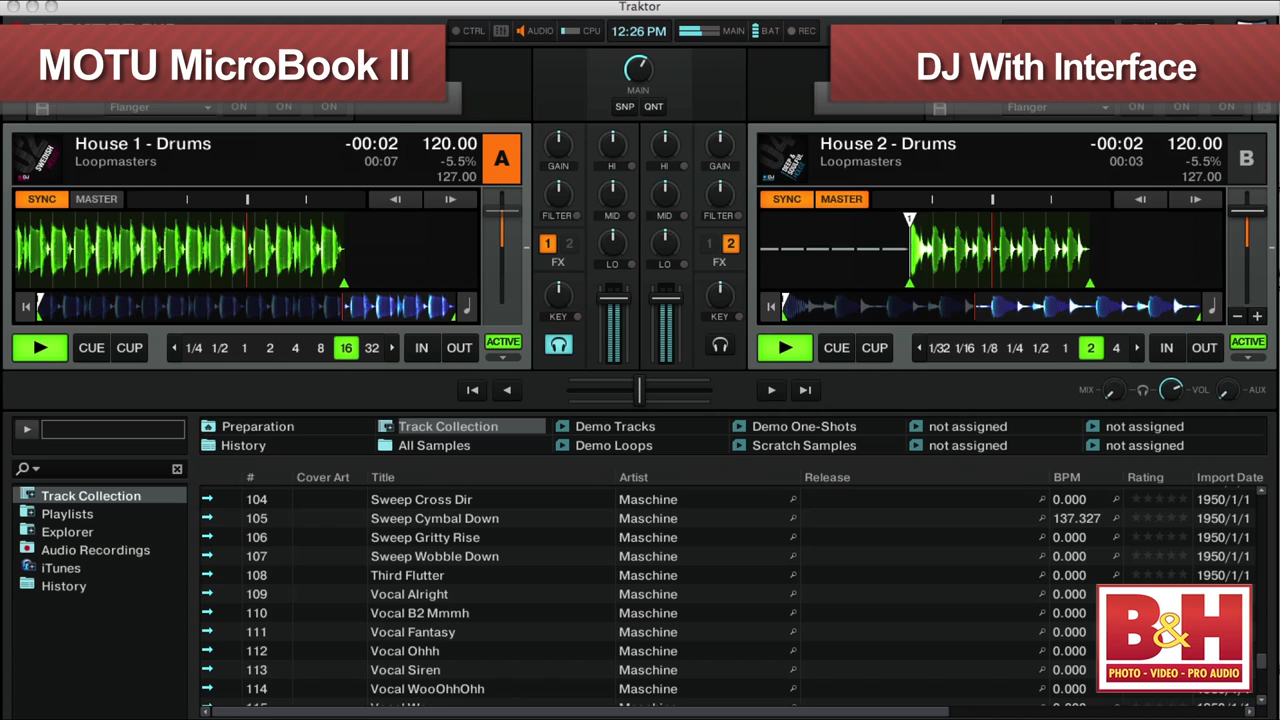 Traktor
CTRL AUDIO CPU 12:26 PM MAIN BAT REC
MOTU MicroBook II
DJ With Interface
MAIN
SNP QNT
Flanger ON ON ON
Flanger ON ON ON
House 1 - Drums -00:02 120.00
Loopmasters 00:07 -5.5%
127.00
A
SYNC MASTER
GAIN HI HI GAIN
FILTER MID MID FILTER
1 2 1 2
FX LO LO FX
KEY KEY
House 2 - Drums -00:02 120.00
Loopmasters 00:03 -5.5%
127.00
B
SYNC MASTER
1
CUE CUP 1/4 1/2 1 2 4 8 16 32 IN OUT ACTIVE
CUE CUP 1/32 1/16 1/8 1/4 1/2 1 2 4 IN OUT ACTIVE
MIX VOL AUX
Preparation Track Collection Demo Tracks Demo One-Shots not assigned not assigned
History All Samples Demo Loops Scratch Samples not assigned not assigned
Track Collection
Playlists
Explorer
Audio Recordings
iTunes
History
# Cover Art Title Artist Release BPM Rating Import Date
104 Sweep Cross Dir Maschine 0.000 1950/1/1
105 Sweep Cymbal Down Maschine 137.327 1950/1/1
106 Sweep Gritty Rise Maschine 0.000 1950/1/1
107 Sweep Wobble Down Maschine 0.000 1950/1/1
108 Third Flutter Maschine 0.000 1950/1/1
109 Vocal Alright Maschine 0.000
110 Vocal B2 Mmmh Maschine 0.000
111 Vocal Fantasy Maschine 0.000
112 Vocal Ohhh Maschine 0.000
113 Vocal Siren Maschine 0.000
114 Vocal WooOhhOhh Maschine 0.000
B&H
PHOTO - VIDEO - PRO AUDIO